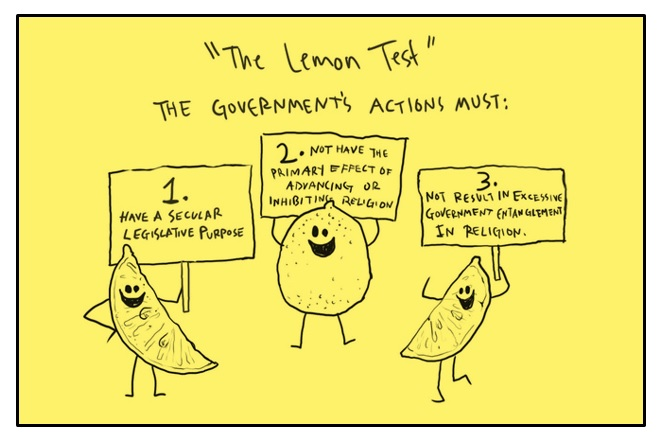 "The Lemon Test"
THE GOVERNMENT'S ACTIONS MUST:
1.
HAVE A SECULAR
LEGISLATIVE PURPOSE
2. NOT HAVE THE
PRIMARY EFFECT OF
ADVANCING OR
INHIBITING RELIGION
3.
NOT RESULT IN EXCESSIVE
GOVERNMENT ENTANGLEMENT
IN RELIGION.